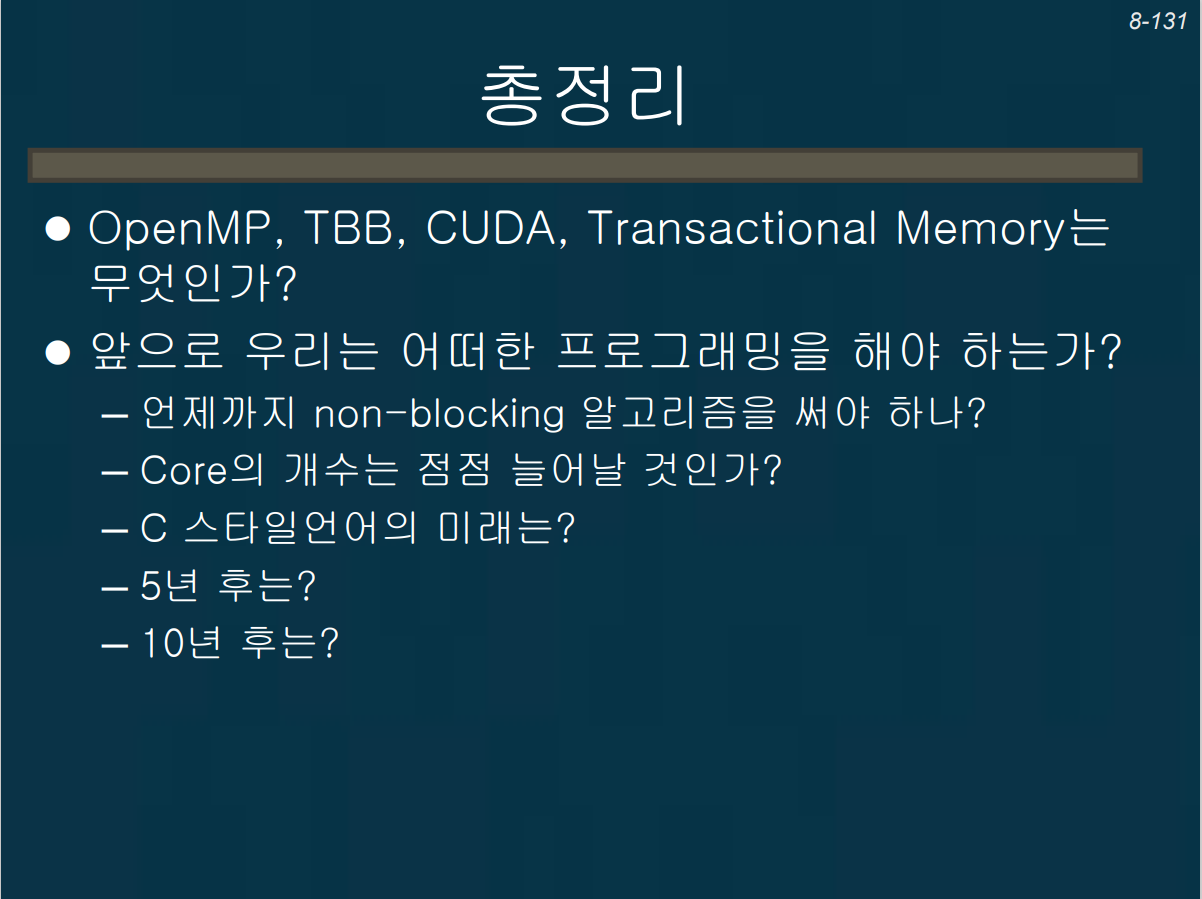 8-131
총정리
● OpenMP, TBB, CUDA, Transactional Memory는
무엇인가?
● 앞으로 우리는 어떠한 프로그래밍을 해야 하는가?
– 언제까지 non-blocking 알고리즘을 써야 하나?
– Core의 개수는 점점 늘어날 것인가?
– C 스타일언어의 미래는?
– 5년 후는?
– 10년 후는?